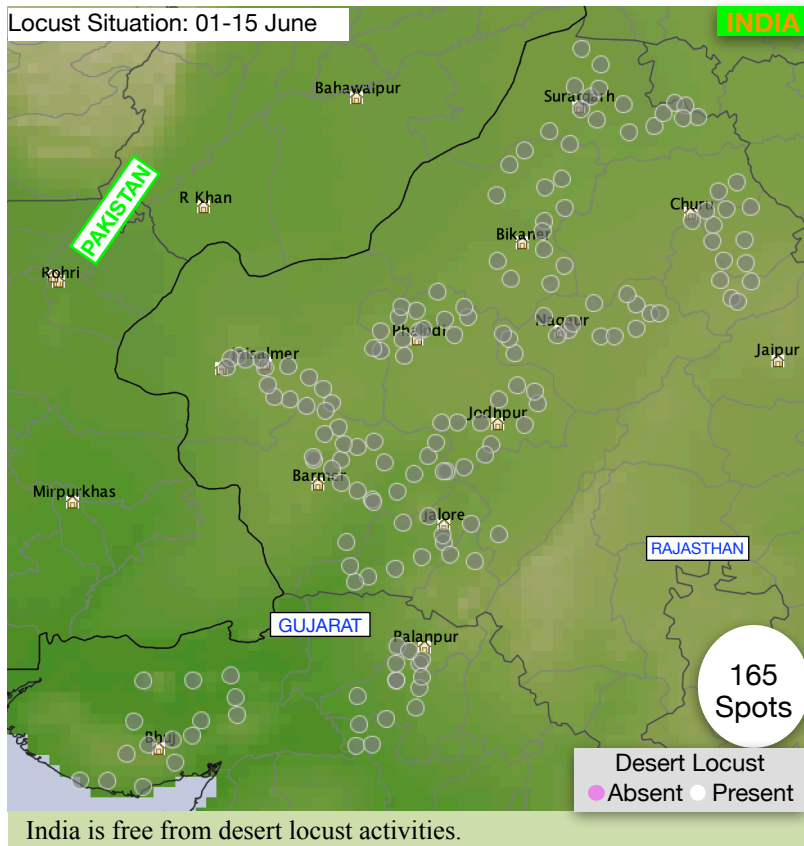 Locust Situation: 01-15 June
INDIA
Bahawalpur
Suratgarh
PAKISTAN
R Khan
Churu
Bikaner
Rohri
Phalodi
Nagaur
Jaisalmer
Jaipur
Jodhpur
Barmer
Mirpurkhas
Jalore
RAJASTHAN
GUJARAT
Palanpur
165
Spots
Bhuj
Desert Locust
Absent Present
India is free from desert locust activities.